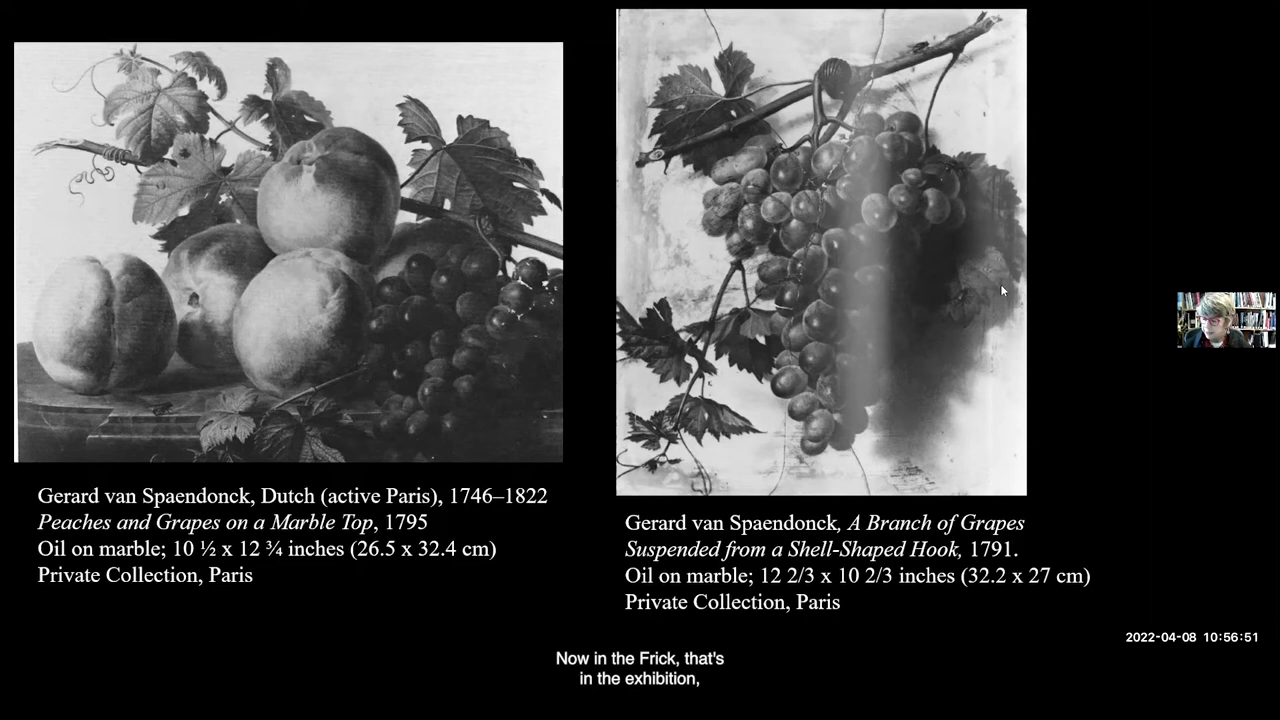 Gerard van Spaendonck, Dutch (active Paris), 1746–1822
Peaches and Grapes on a Marble Top, 1795
Oil on marble; 10 ½ x 12 ¾ inches (26.5 x 32.4 cm)
Private Collection, Paris
Gerard van Spaendonck, A Branch of Grapes
Suspended from a Shell-Shaped Hook, 1791.
Oil on marble; 12 2/3 x 10 2/3 inches (32.2 x 27 cm)
Private Collection, Paris
2022-04-08 10:56:51
Now in the Frick, that's
in the exhibition,